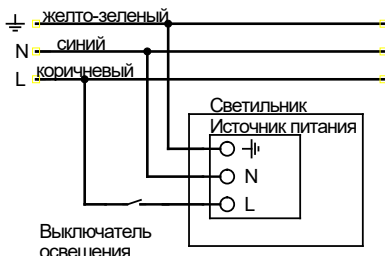 желто-зеленый
N синий
L коричневый
Светильник
Источник питания
N
L
Выключатель
освещения